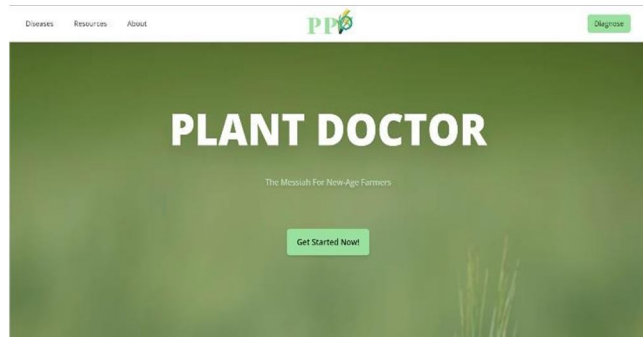 Diseases Resources About PP Diagnose
PLANT DOCTOR
The Messiah For New-Age Farmers
Get Started Now!